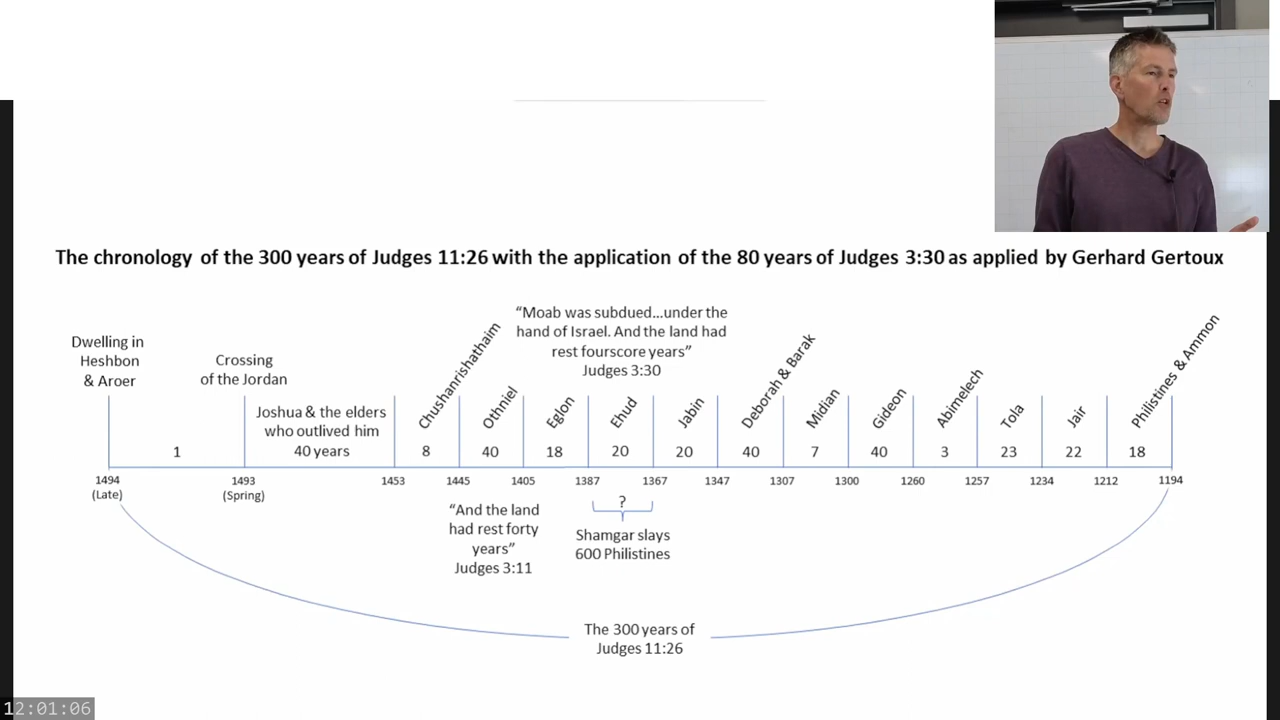 The chronology of the 300 years of Judges 11:26 with the application of the 80 years of Judges 3:30 as applied by Gerhard Gertoux
Dwelling in
Heshbon
& Aroer
Crossing
of the Jordan
Joshua & the elders
who outlived him
40 years
"Moab was subdued...under the
hand of Israel. And the land had
rest fourscore years"
Judges 3:30
Chushanrishathaim
Othniel
Eglon
Ehud
Jabin
Deborah & Barak
Midian
Gideon
Abimelech
Tola
Jair
Philistines & Ammon
1
8
40
18
20
20
40
7
40
3
23
22
18
1494
(Late)
1493
(Spring)
1453
1445
1405
1387
1367
1347
1307
1300
1260
1257
1234
1212
1194
"And the land
had rest forty
years"
Judges 3:11
?
Shamgar slays
600 Philistines
The 300 years of
Judges 11:26
12:01:06